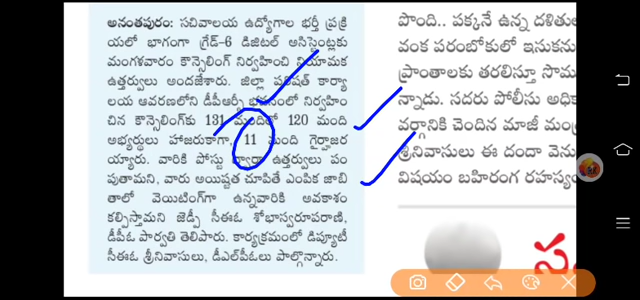 అనంతపురం: సచివాలయ ఉద్యోగాల భర్తీ ప్రక్రి
యలో భాగంగా గ్రేడ్-6 డిజిటల్ అసిస్టెంట్లకు
మంగళవారం కౌన్సెలింగ్ నిర్వహించి నియామక
ఉత్తర్వులు అందజేశారు. జిల్లా పరిషత్ కార్యా
లయ ఆవరణలోని డీపీఆర్సీ భవనంలో నిర్వహిం
చిన కౌన్సెలింగ్‌కు 131 మందిలో 120 మంది
అభ్యర్థులు హాజరుకాగా, 11 మంది గైర్హాజర
య్యారు. వారికి పోస్టు ద్వారా ఉత్తర్వులు పం
పుతామని, వారు అయిష్టత చూపితే ఎంపిక జాబి
తాలో వెయిటింగ్‌గా ఉన్నవారికి అవకాశం
కల్పిస్తామని జెడ్పీ సీఈఓ శోభాస్వరూపరాణి,
డీపీఓ పార్వతి తెలిపారు. కార్యక్రమంలో డిప్యూటీ
సీఈఓ శ్రీనివాసులు, డీఎల్‌పీఓలు పాల్గొన్నారు.
పొంది.. పక్కనే ఉన్న దళితుల
వంక పరంబోకులో ఇసుకను
ప్రాంతాలకు తరలిస్తూ సొమ
న్నాడు. సదరు పోలీసు అధిక
వర్గానికి చెందిన మాజీ మంత్ర
శ్రీనివాసులు ఈ దందా వెను
విషయం బహిరంగ రహస్యం
స